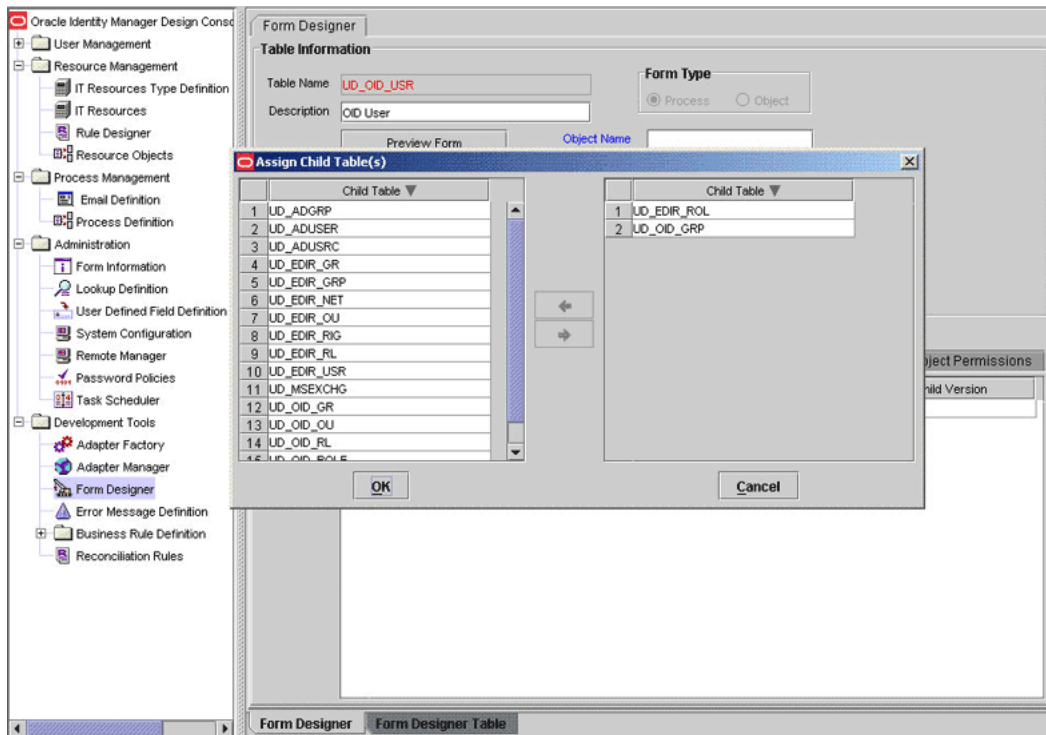 Oracle Identity Manager Design Conso
User Management
Resource Management
IT Resources Type Definition
IT Resources
Rule Designer
Resource Objects
Process Management
Email Definition
Process Definition
Administration
Form Information
Lookup Definition
User Defined Field Definition
System Configuration
Remote Manager
Password Policies
Task Scheduler
Development Tools
Adapter Factory
Adapter Manager
Form Designer
Error Message Definition
Business Rule Definition
Reconciliation Rules
Form Designer
Table Information
Table Name UD_OID_USR
Description OID User
Form Type
Process Object
Preview Form
Object Name
Assign Child Table(s)
Child Table
1 UD_ADGRP
2 UD_ADUSER
3 UD_ADUSRC
4 UD_EDIR_GR
5 UD_EDIR_GRP
6 UD_EDIR_NET
7 UD_EDIR_OU
8 UD_EDIR_RIG
9 UD_EDIR_RL
10 UD_EDIR_USR
11 UD_MSEXCHG
12 UD_OID_GR
13 UD_OID_OU
14 UD_OID_RL
15 UD_OID_ROLE
Child Table
1 UD_EDIR_ROL
2 UD_OID_GRP
OK
Cancel
bject Permissions
hild Version
Form Designer
Form Designer Table